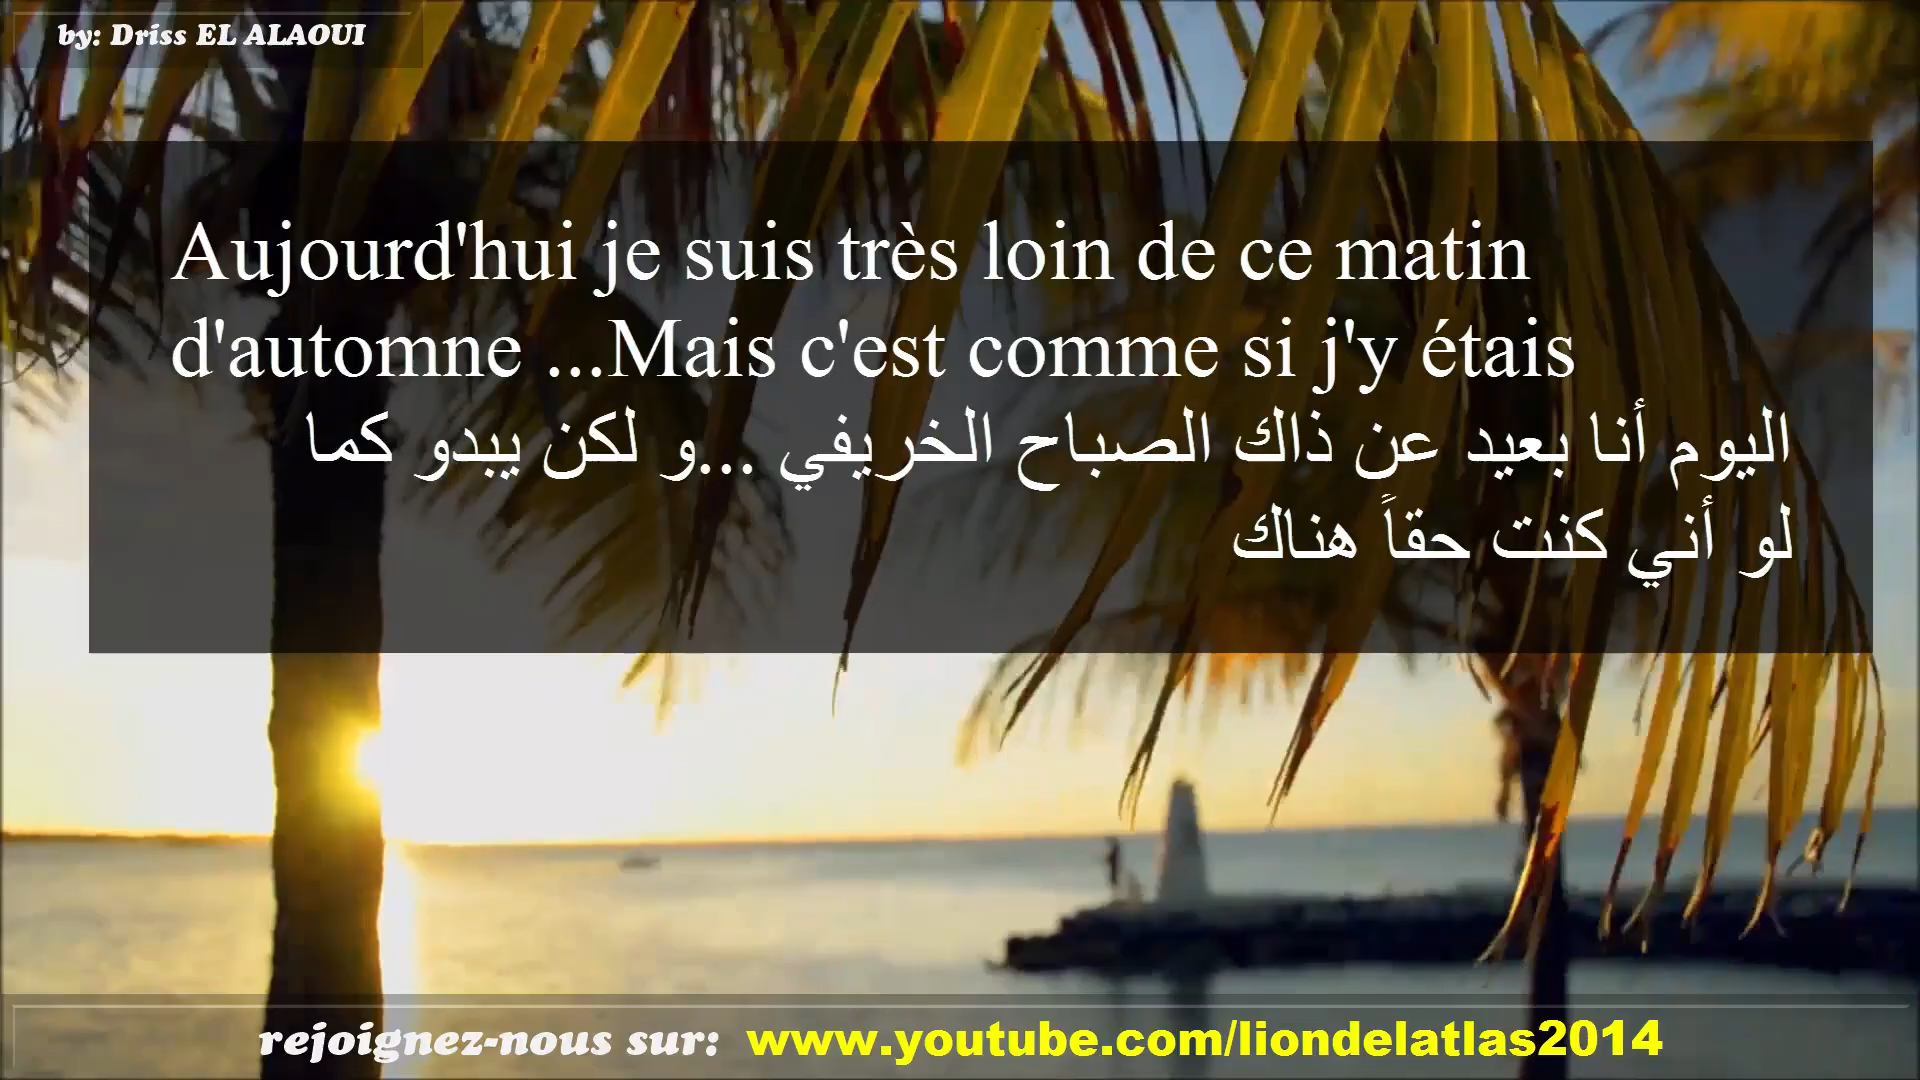 by: Driss EL ALAOUI
Aujourd'hui je suis très loin de ce matin
d'automne ...Mais c'est comme si j'y étais
اليوم أنا بعيد عن ذاك الصباح الخريفي ...و لكن يبدو كما
لو أني كنت حقاً هناك
rejoignez-nous sur: www.youtube.com/liondelatlas2014